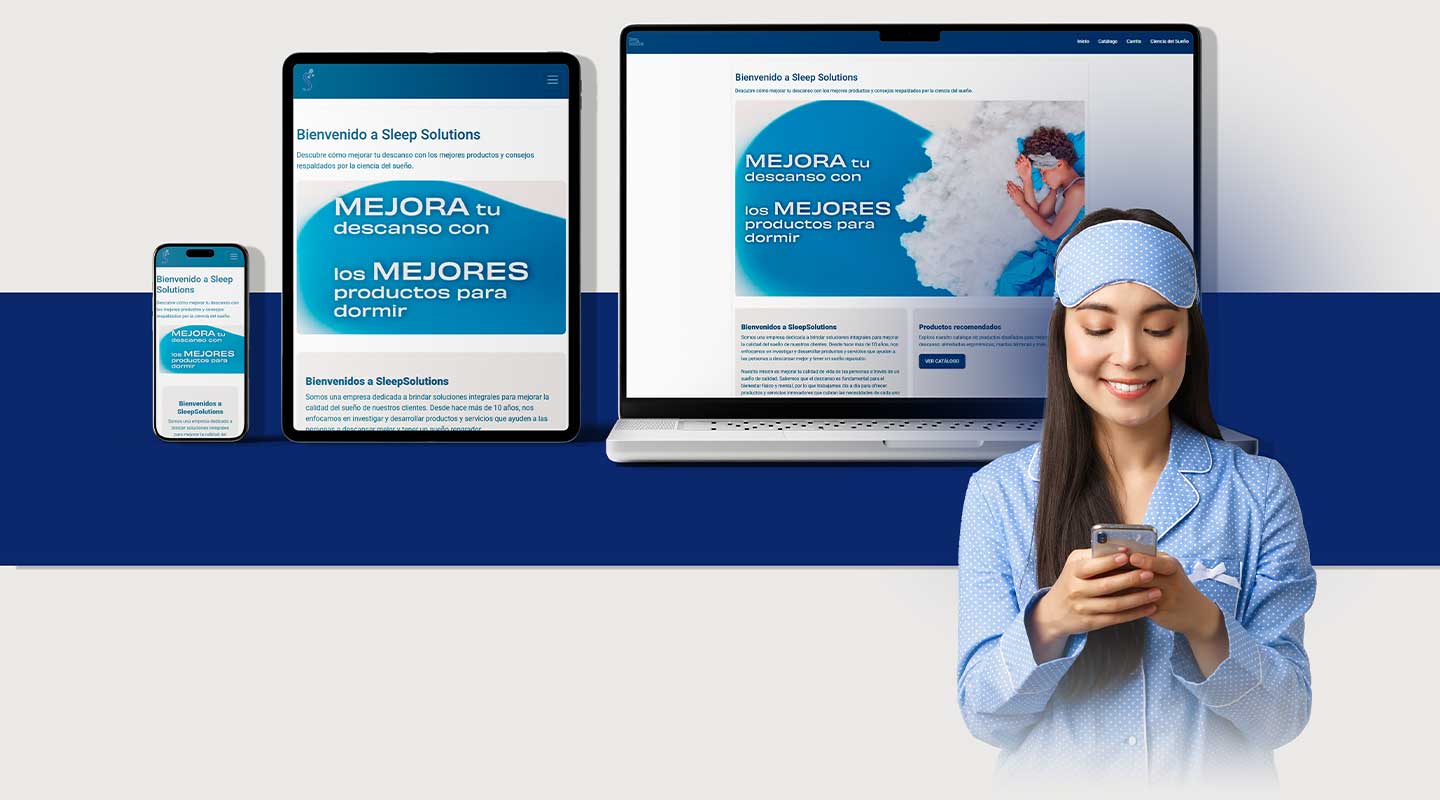 Bienvenido a Sleep
Solutions
Descubre cómo mejorar tu descanso con
los mejores productos y consejos
respaldados por la ciencia del sueño.
MEJORA tu
descanso con
los MEJORES
productos para
dormir
Bienvenidos a
SleepSolutions
Somos una empresa dedicada a
brindar soluciones integrales
para mejorar la calidad del
Bienvenido a Sleep Solutions
Descubre cómo mejorar tu descanso con los mejores productos y consejos
respaldados por la ciencia del sueño.
MEJORA tu
descanso con
los MEJORES
productos para
dormir
Bienvenidos a SleepSolutions
Somos una empresa dedicada a brindar soluciones integrales para mejorar la
calidad del sueño de nuestros clientes. Desde hace más de 10 años, nos
enfocamos en investigar y desarrollar productos y servicios que ayuden a las
personas a descansar mejor y tener un sueño reparador.
Inicio Catálogo Carrito Ciencia del Sueño
Bienvenido a Sleep Solutions
Descubre cómo mejorar tu descanso con los mejores productos y consejos respaldados por la ciencia del sueño.
MEJORA tu
descanso con
los MEJORES
productos para
dormir
Bienvenidos a SleepSolutions
Somos una empresa dedicada a brindar soluciones integrales para mejorar
la calidad del sueño de nuestros clientes. Desde hace más de 10 años, nos
enfocamos en investigar y desarrollar productos y servicios que ayuden a
las personas a descansar mejor y tener un sueño reparador.
Nuestra misión es mejorar la calidad de vida de las personas a través de un
sueño de calidad. Sabemos que el descanso es fundamental para el
bienestar físico y mental, por lo que trabajamos día a día para ofrecer
productos y servicios innovadores que cubran las necesidades de cada uno
Productos recomendados
Explora nuestro catálogo de productos diseñados para mejorar
descanso: almohadas ergonómicas, mantas térmicas y más.
VER CATÁLOGO